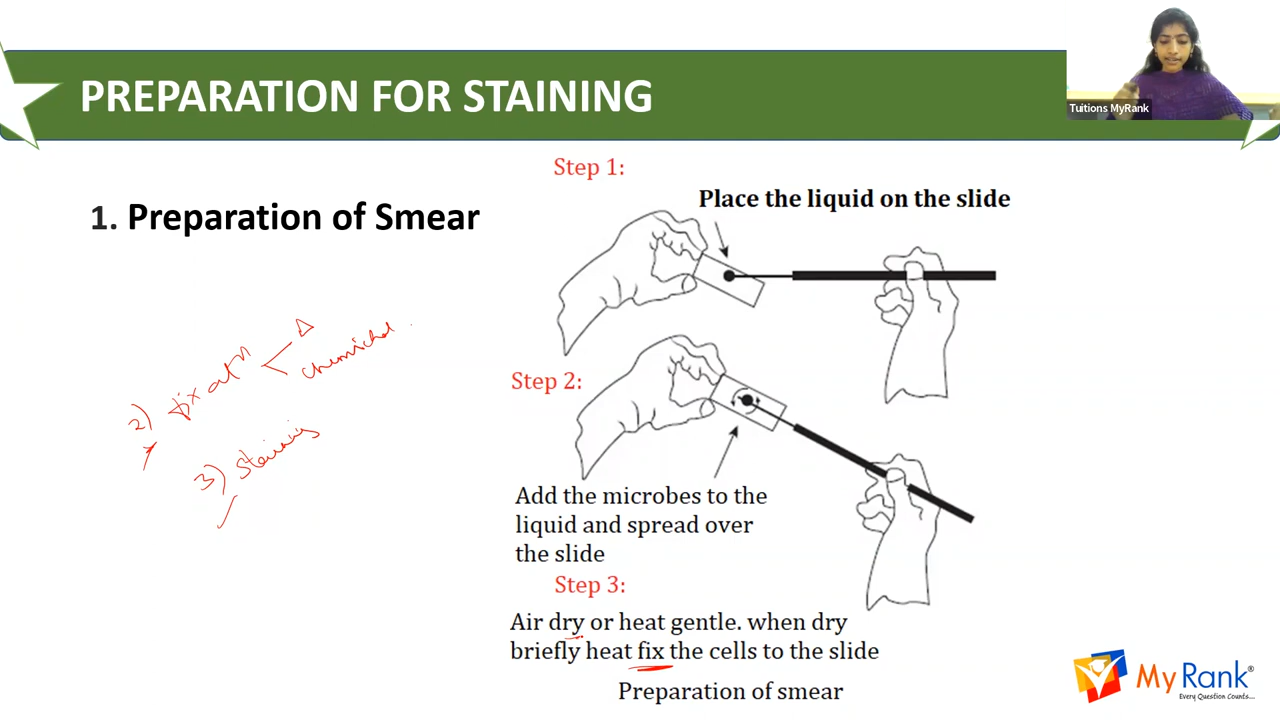 PREPARATION FOR STAINING
Tuitions MyRank
1. Preparation of Smear
Step 1:
Place the liquid on the slide
2) fixatⁿ
Δ
chemichal
3) Staining
Step 2:
Add the microbes to the
liquid and spread over
the slide
Step 3:
Air dry or heat gentle. when dry
briefly heat fix the cells to the slide
Preparation of smear
My Rank®
Every Question Counts...